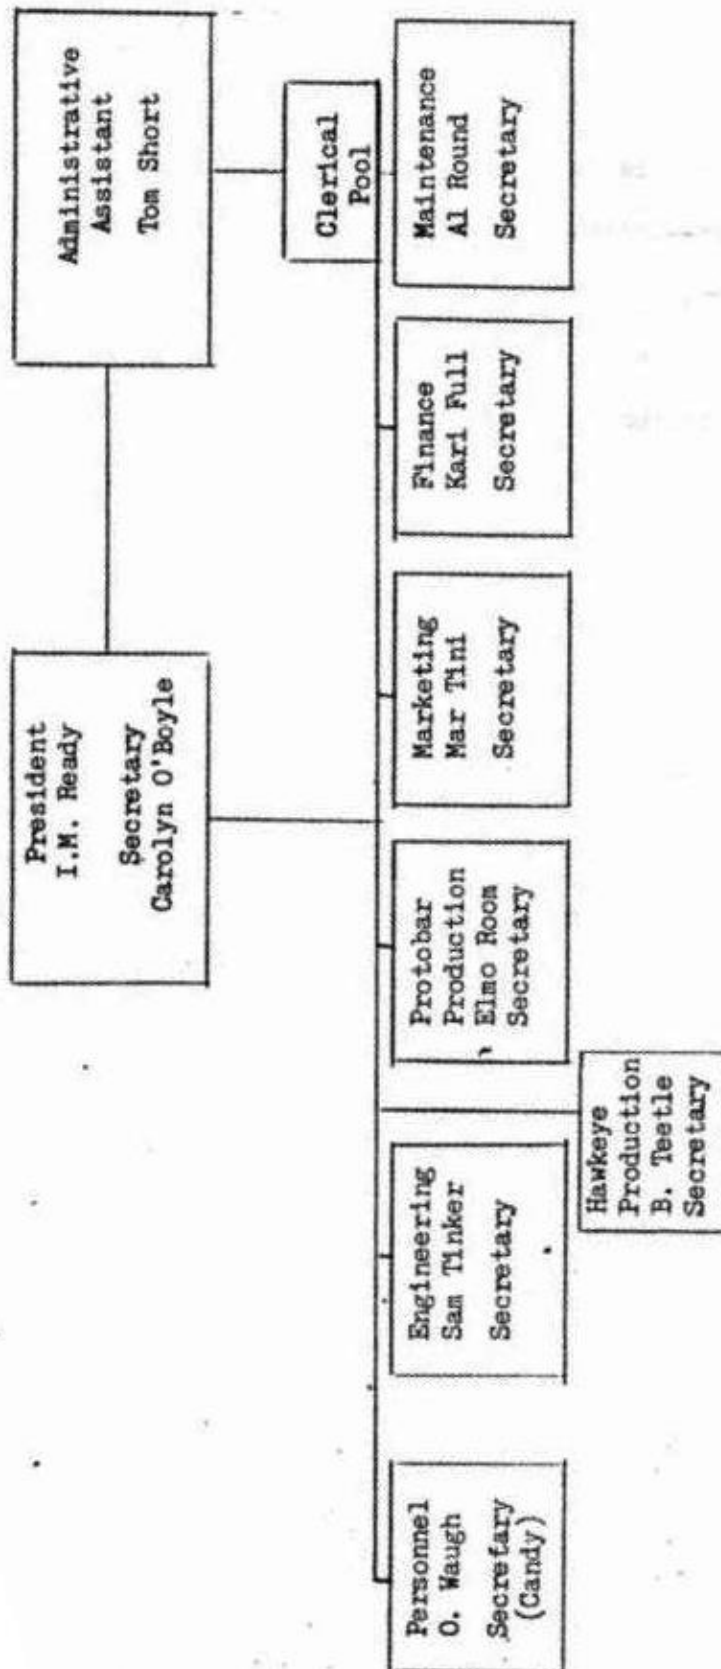 President
I.M. Ready
Secretary
Carolyn O'Boyle
Administrative
Assistant
Tom Short
Clerical
Pool
Personnel
O. Waugh
Secretary
(Candy)
Engineering
Sam Tinker
Secretary
Hawkeye
Production
B. Teetle
Secretary
Protobar
Production
Elmo Room
Secretary
Marketing
Mar Tini
Secretary
Finance
Kari Full
Secretary
Maintenance
Al Round
Secretary